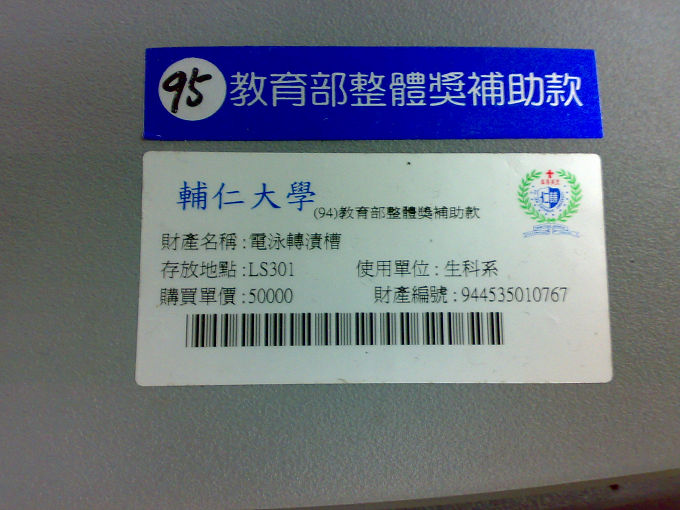 95 教育部整體獎補助款
輔仁大學 (94)教育部整體獎補助款
財產名稱:電泳轉漬槽
存放地點:LS301 使用單位:生科系
購買單價:50000 財產編號:944535010767